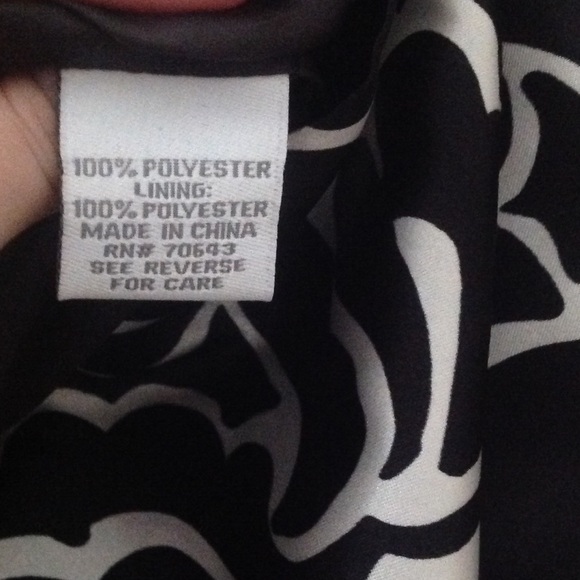 100% POLYESTER
LINING:
100% POLYESTER
MADE IN CHINA
RN# 70643
SEE REVERSE
FOR CARE